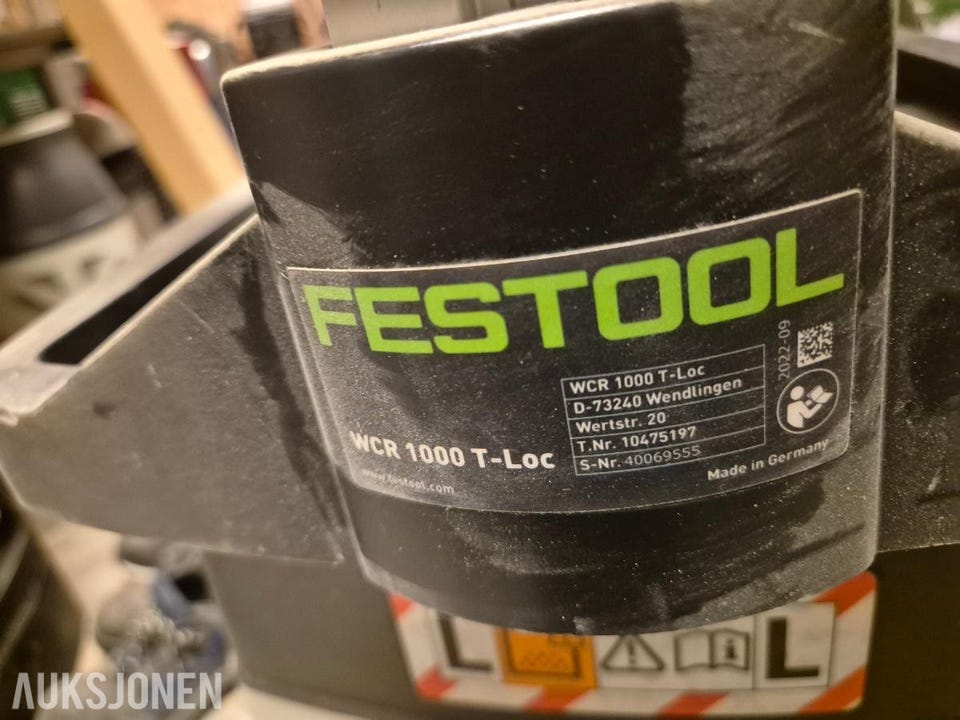 FESTOOL
2022-09
WCR 1000 T-Loc
D-73240 Wendlingen
Wertstr. 20
T.Nr. 10475197
S-Nr. 40069555
WCR 1000 T-Loc
www.festool.com
Made in Germany
L L
AUKSJONEN